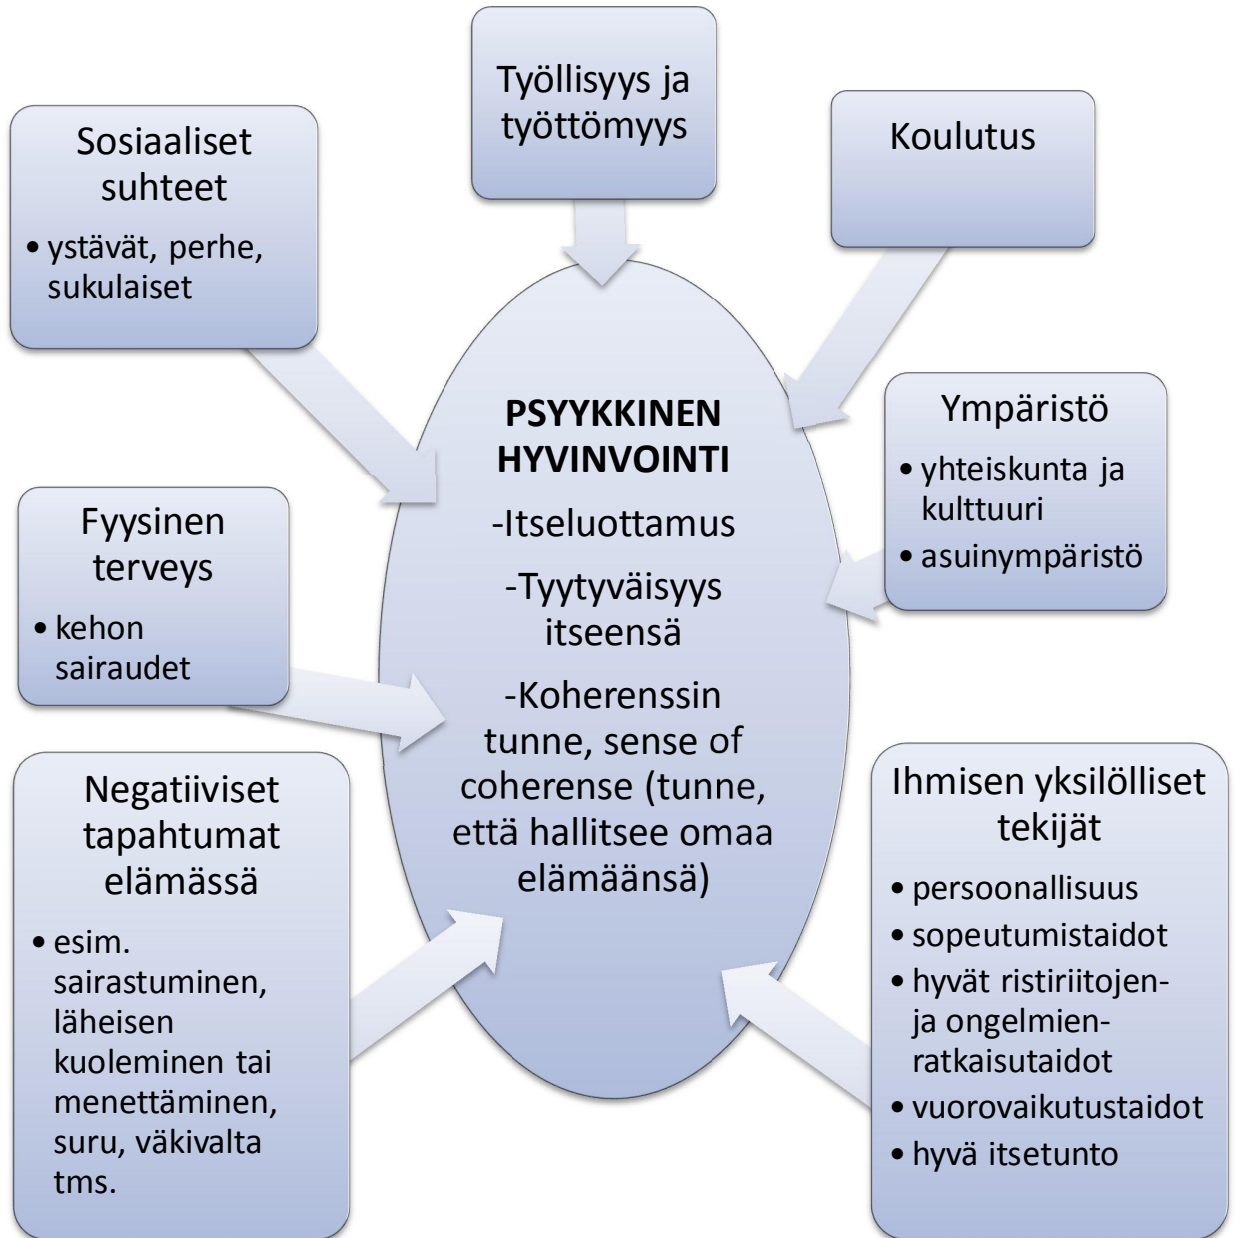 Työllisyys ja
työttömyys
Koulutus
Sosiaaliset
suhteet
• ystävät, perhe,
sukulaiset
Ympäristö
• yhteiskunta ja
kulttuuri
• asuinympäristö
PSYYKKINEN
HYVINVOINTI
-Itseluottamus
-Tyytyväisyys
itseensä
-Koherenssin
tunne, sense of
coherense (tunne,
että hallitsee omaa
elämäänsä)
Fyysinen
terveys
• kehon
sairaudet
Negatiiviset
tapahtumat
elämässä
• esim.
sairastuminen,
läheisen
kuoleminen tai
menettäminen,
suru, väkivalta
tms.
Ihmisen yksilölliset
tekijät
• persoonallisuus
• sopeutumistaidot
• hyvät ristiriitojen-
ja ongelmien-
ratkaisutaidot
• vuorovaikutustaidot
• hyvä itsetunto